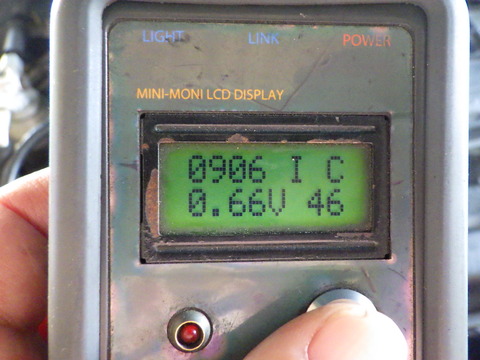 LIGHT LINK POWER
MINI-MONI LCD DISPLAY
0906 I C
0.66V 46